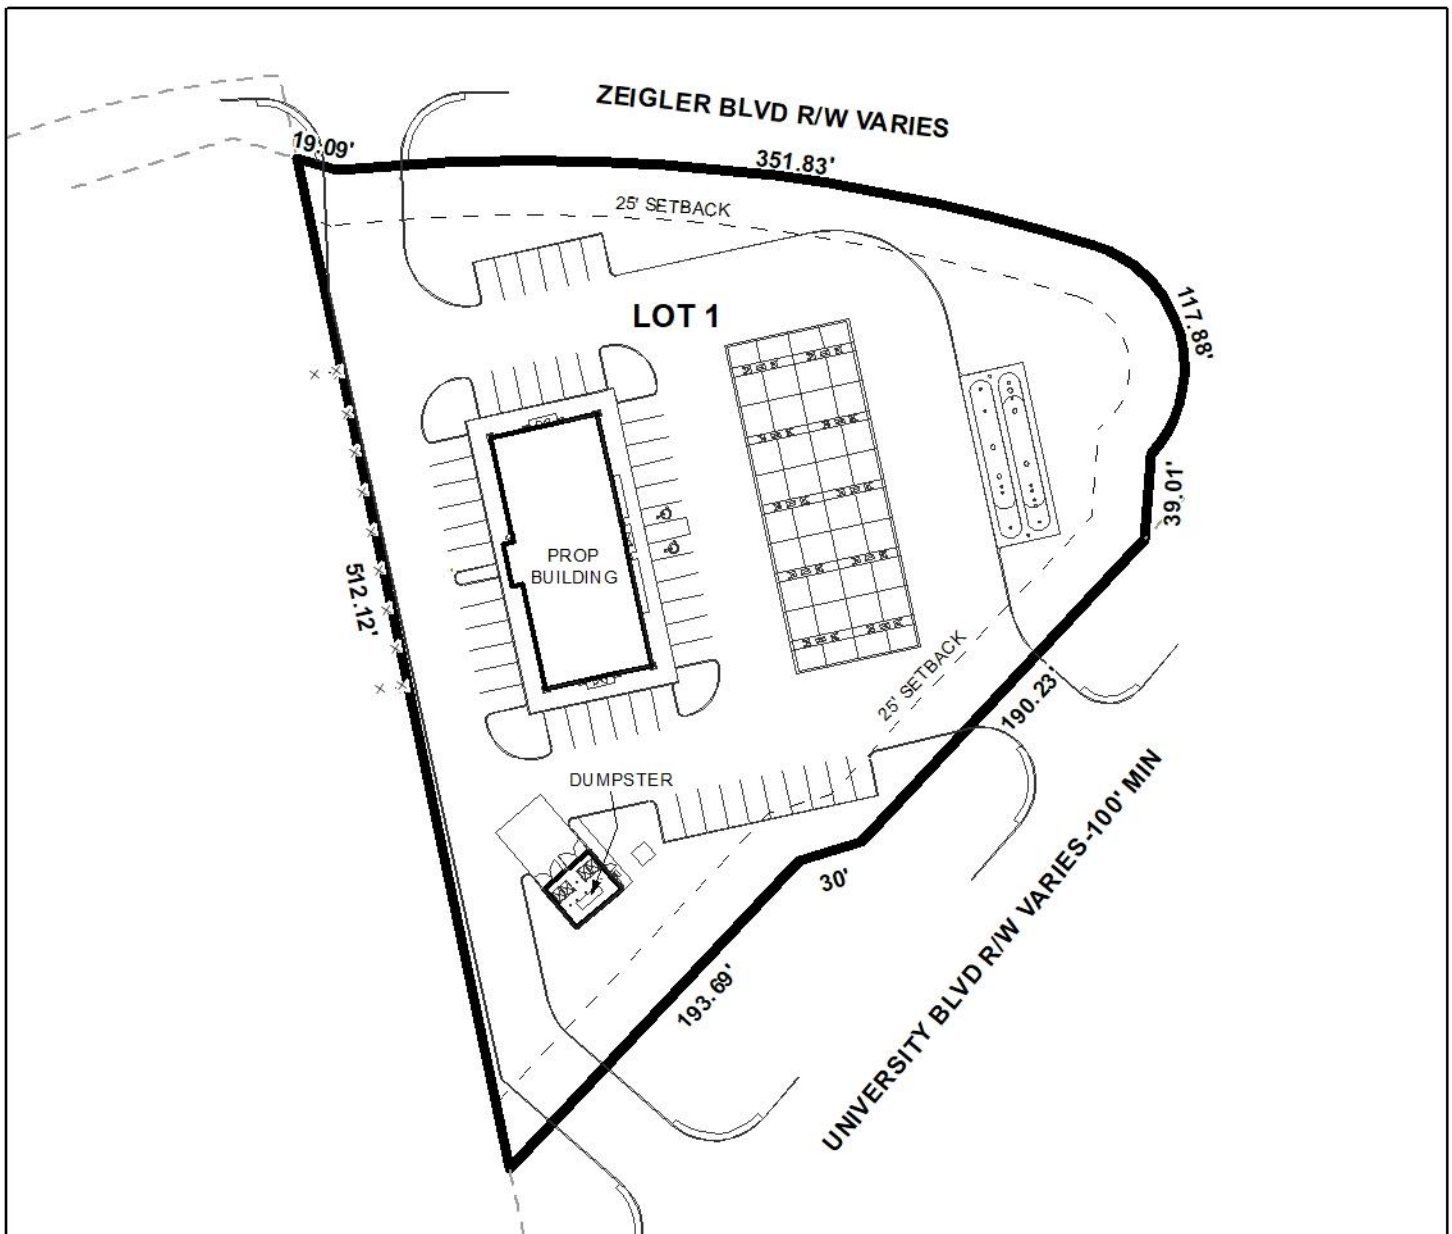 ZEIGLER BLVD R/W VARIES
19.09'
351.83'
25' SETBACK
LOT 1
117.88'
39.01'
PROP
BUILDING
512.12'
25' SETBACK
190.23'
DUMPSTER
30'
193.69'
UNIVERSITY BLVD R/W VARIES-100' MIN